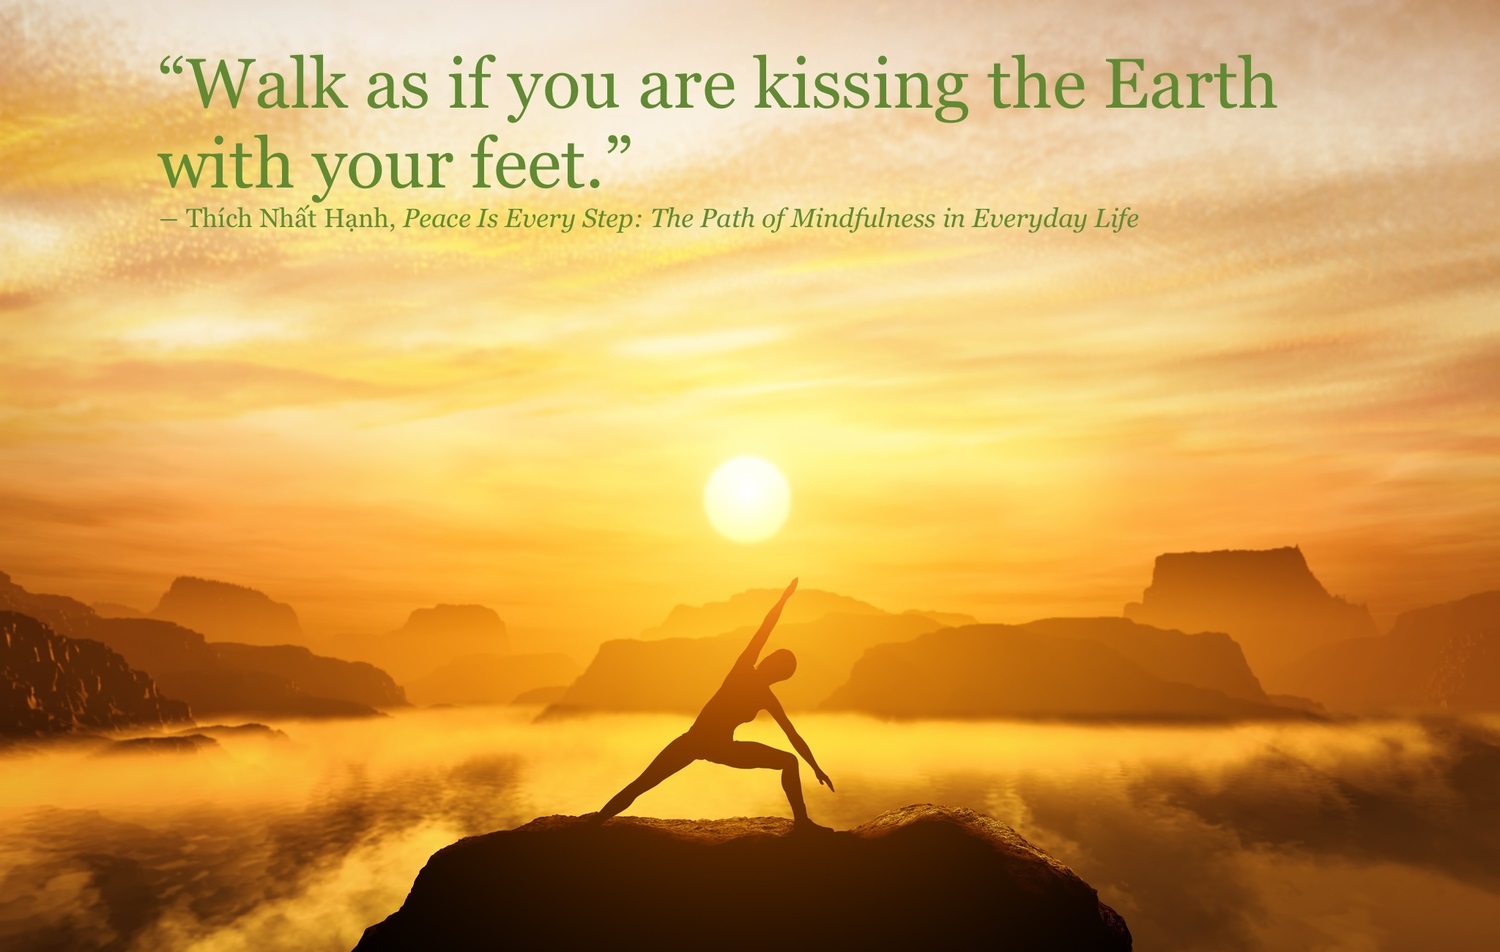 “Walk as if you are kissing the Earth
with your feet.”
– Thích Nhất Hạnh, Peace Is Every Step: The Path of Mindfulness in Everyday Life